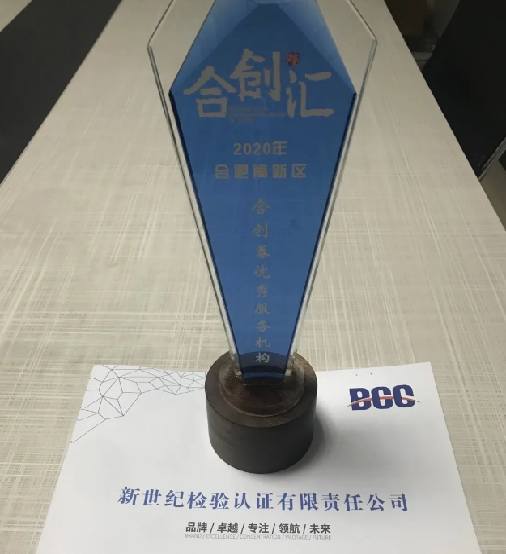 合创汇
2020年
合肥高新区
合创券优秀服务机构
BCC
新世纪检验认证有限责任公司
品牌/卓越/专注/领航/未来